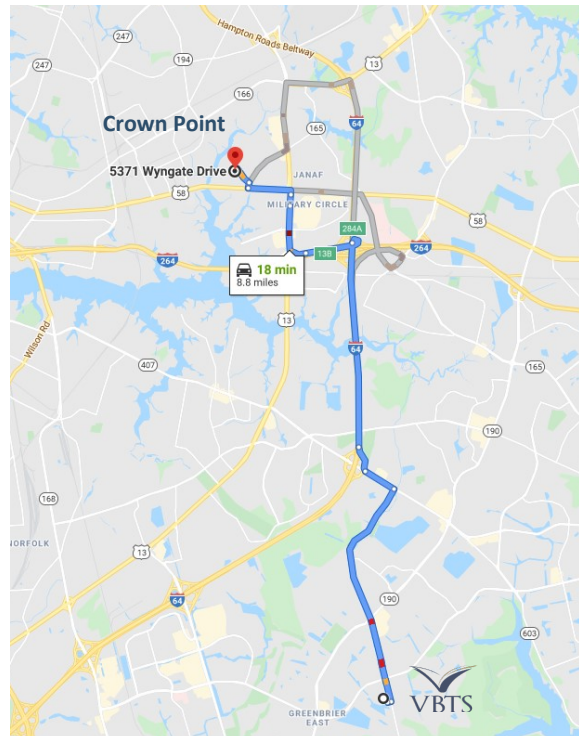 247
Hampton Roads Beltway
13
247
194
166
64
Crown Point
165
5371 Wyngate Drive
JANAF
58
MILITARY CIRCLE
58
284A
264
13B
264
18 min
8.8 miles
13
Wilson Rd.
64
407
165
190
168
NORFOLK
13
64
190
603
VBTS
GREENBRIER
EAST